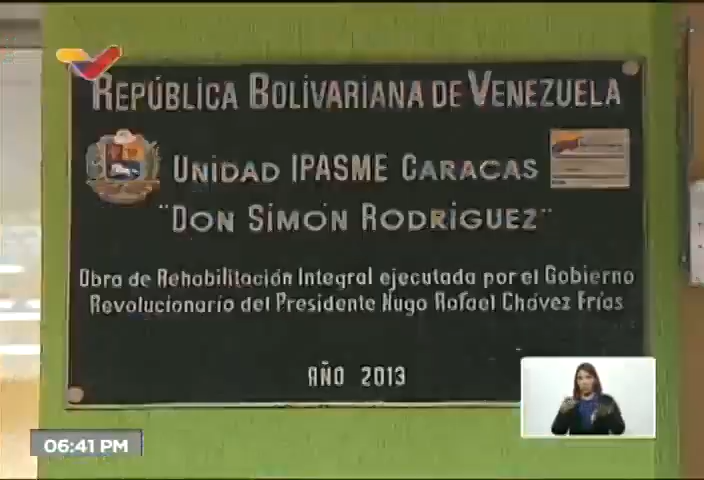 REPÚBLICA BOLIVARIANA DE VENEZUELA
UNIDAD IPASME CARACAS
"DON SIMÓN RODRÍGUEZ"
Obra de Rehabilitación Integral ejecutada por el Gobierno
Revolucionario del Presidente Hugo Rafael Chávez Frías
AÑO 2013
06:41 PM